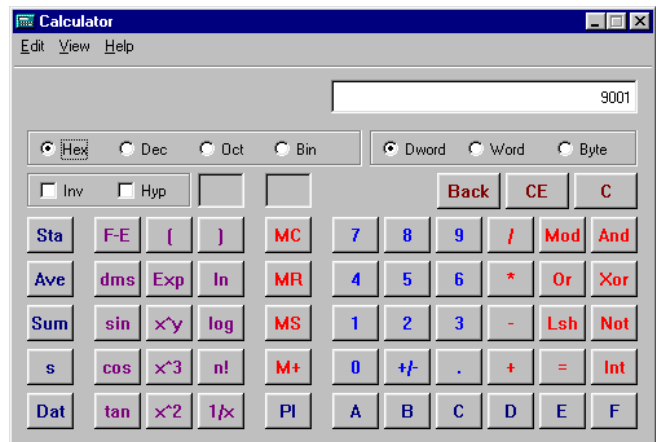 Calculator
Edit View Help
9001
Hex Dec Oct Bin Dword Word Byte
Inv Hyp Back CE C
Sta F-E ( ) MC 7 8 9 / Mod And
Ave dms Exp ln MR 4 5 6 * Or Xor
Sum sin x^y log MS 1 2 3 - Lsh Not
s cos x^3 n! M+ 0 +/- . + = Int
Dat tan x^2 1/x PI A B C D E F